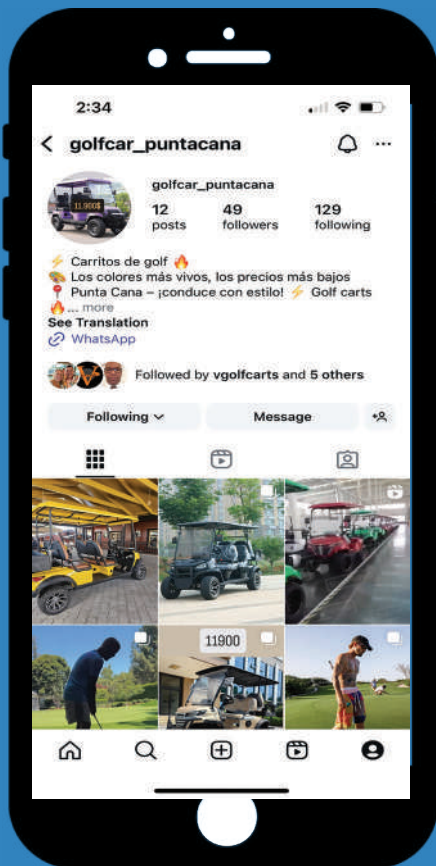 2:34
golfcar_puntacana
11.900$
golfcar_puntacana
12 49 129
posts followers following
⚡ Carritos de golf 🔥
🎨 Los colores más vivos, los precios más bajos
📍 Punta Cana – ¡conduce con estilo! ⚡ Golf carts
🔥... more
See Translation
WhatsApp
Followed by vgolfcarts and 5 others
Following Message
11900